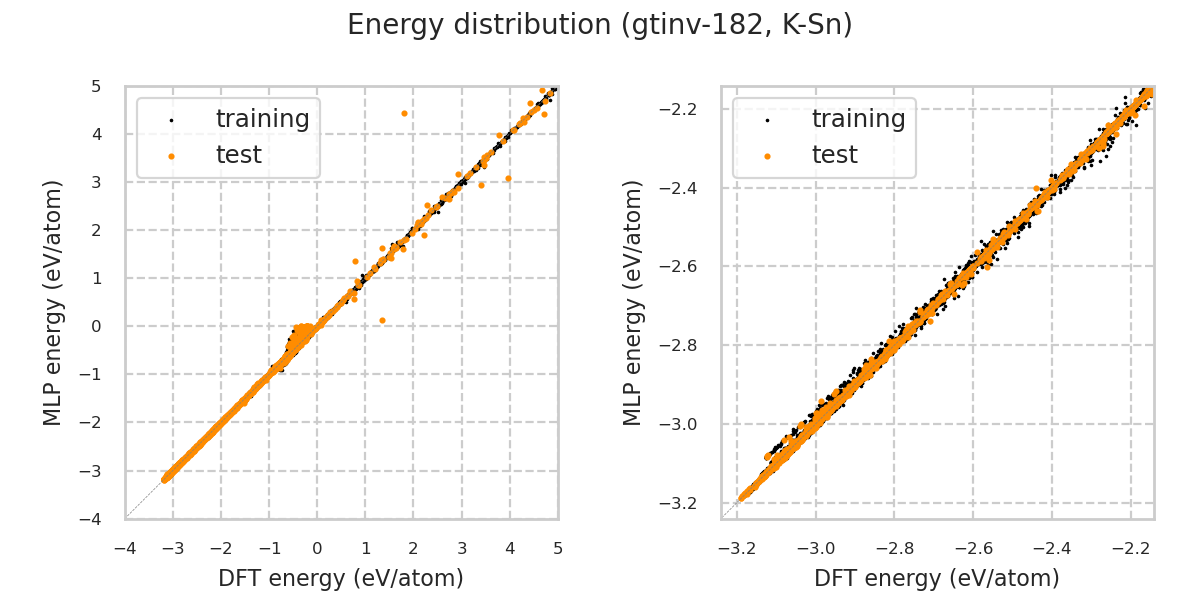 Energy distribution (gtinv-182, K-Sn)
training
test
5
4
3
2
1
0
−1
−2
−3
−4
MLP energy (eV/atom)
−4 −3 −2 −1 0 1 2 3 4 5
DFT energy (eV/atom)
training
test
−2.2
−2.4
−2.6
−2.8
−3.0
−3.2
MLP energy (eV/atom)
−3.2 −3.0 −2.8 −2.6 −2.4 −2.2
DFT energy (eV/atom)